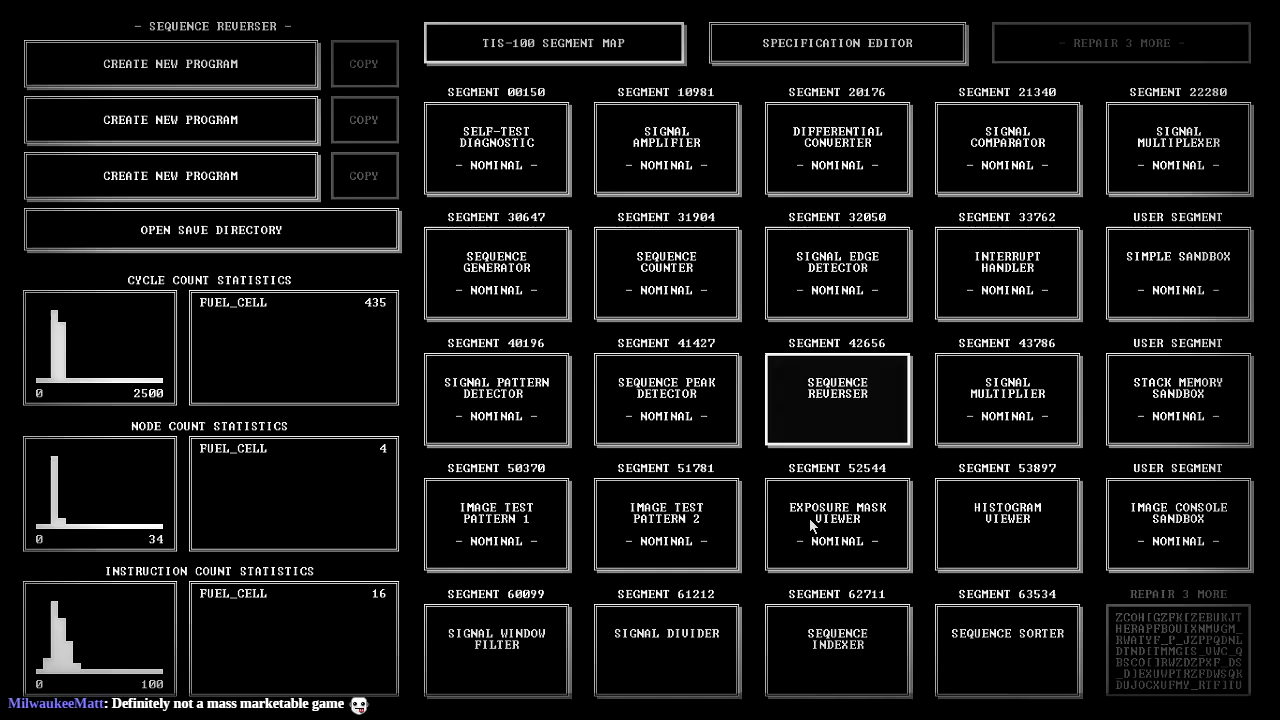 - SEQUENCE REVERSER -
CREATE NEW PROGRAM
COPY
CREATE NEW PROGRAM
COPY
CREATE NEW PROGRAM
COPY
OPEN SAVE DIRECTORY
CYCLE COUNT STATISTICS
0
2500
FUEL_CELL
435
NODE COUNT STATISTICS
0
34
FUEL_CELL
4
INSTRUCTION COUNT STATISTICS
0
100
FUEL_CELL
16
TIS-100 SEGMENT MAP
SPECIFICATION EDITOR
- REPAIR 3 MORE -
SEGMENT 00150
SELF-TEST
DIAGNOSTIC
- NOMINAL -
SEGMENT 10981
SIGNAL
AMPLIFIER
- NOMINAL -
SEGMENT 20176
DIFFERENTIAL
CONVERTER
- NOMINAL -
SEGMENT 21340
SIGNAL
COMPARATOR
- NOMINAL -
SEGMENT 22280
SIGNAL
MULTIPLEXER
- NOMINAL -
SEGMENT 30647
SEQUENCE
GENERATOR
- NOMINAL -
SEGMENT 31904
SEQUENCE
COUNTER
- NOMINAL -
SEGMENT 32050
SIGNAL EDGE
DETECTOR
- NOMINAL -
SEGMENT 33762
INTERRUPT
HANDLER
- NOMINAL -
USER SEGMENT
SIMPLE SANDBOX
- NOMINAL -
SEGMENT 40196
SIGNAL PATTERN
DETECTOR
- NOMINAL -
SEGMENT 41427
SEQUENCE PEAK
DETECTOR
- NOMINAL -
SEGMENT 42656
SEQUENCE
REVERSER
SEGMENT 43786
SIGNAL
MULTIPLIER
- NOMINAL -
USER SEGMENT
STACK MEMORY
SANDBOX
- NOMINAL -
SEGMENT 50370
IMAGE TEST
PATTERN 1
- NOMINAL -
SEGMENT 51781
IMAGE TEST
PATTERN 2
- NOMINAL -
SEGMENT 52544
EXPOSURE MASK
VIEWER
- NOMINAL -
SEGMENT 53897
HISTOGRAM
VIEWER
USER SEGMENT
IMAGE CONSOLE
SANDBOX
- NOMINAL -
SEGMENT 60099
SIGNAL WINDOW
FILTER
SEGMENT 61212
SIGNAL DIVIDER
SEGMENT 62711
SEQUENCE
INDEXER
SEGMENT 63534
SEQUENCE SORTER
REPAIR 3 MORE
MilwaukeeMatt: Definitely not a mass marketable game